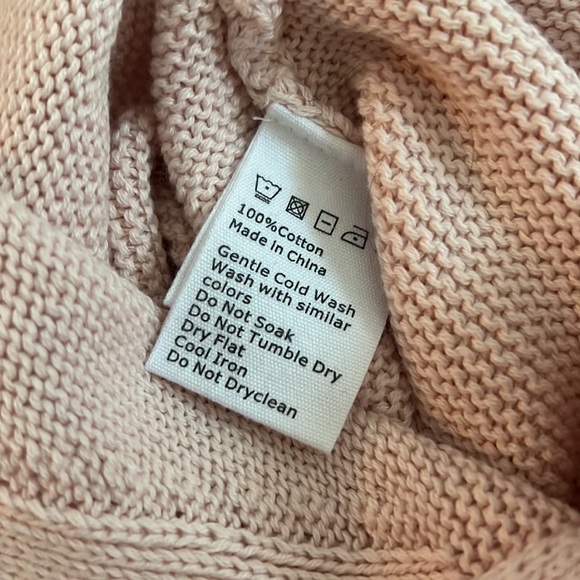 100%Cotton
Made in China
Gentle Cold Wash
Wash with similar
colors
Do Not Soak
Do Not Tumble Dry
Dry Flat
Cool Iron
Do Not Dryclean